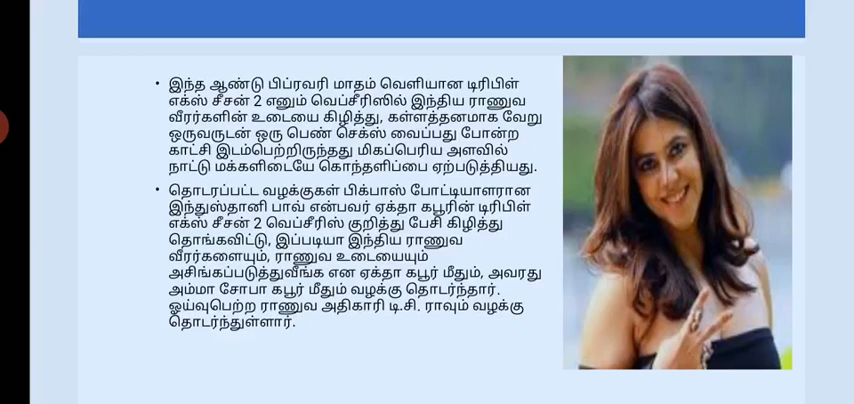 • இந்த ஆண்டு பிப்ரவரி மாதம் வெளியான டிரிபிள்
எக்ஸ் சீசன் 2 எனும் வெப்சீரிஸில் இந்திய ராணுவ
வீரர்களின் உடையை கிழித்து, கள்ளத்தனமாக வேறு
ஒருவருடன் ஒரு பெண் செக்ஸ் வைப்பது போன்ற
காட்சி இடம்பெற்றிருந்தது மிகப்பெரிய அளவில்
நாட்டு மக்களிடையே கொந்தளிப்பை ஏற்படுத்தியது.
• தொடரப்பட்ட வழக்குகள் பிக்பாஸ் போட்டியாளரான
இந்துஸ்தானி பாவ் என்பவர் ஏக்தா கபூரின் டிரிபிள்
எக்ஸ் சீசன் 2 வெப்சீரிஸ் குறித்து பேசி கிழித்து
தொங்கவிட்டு, இப்படியா இந்திய ராணுவ
வீரர்களையும், ராணுவ உடையையும்
அசிங்கப்படுத்துவீங்க என ஏக்தா கபூர் மீதும், அவரது
அம்மா சோபா கபூர் மீதும் வழக்கு தொடர்ந்தார்.
ஓய்வுபெற்ற ராணுவ அதிகாரி டி.சி. ராவும் வழக்கு
தொடர்ந்துள்ளார்.